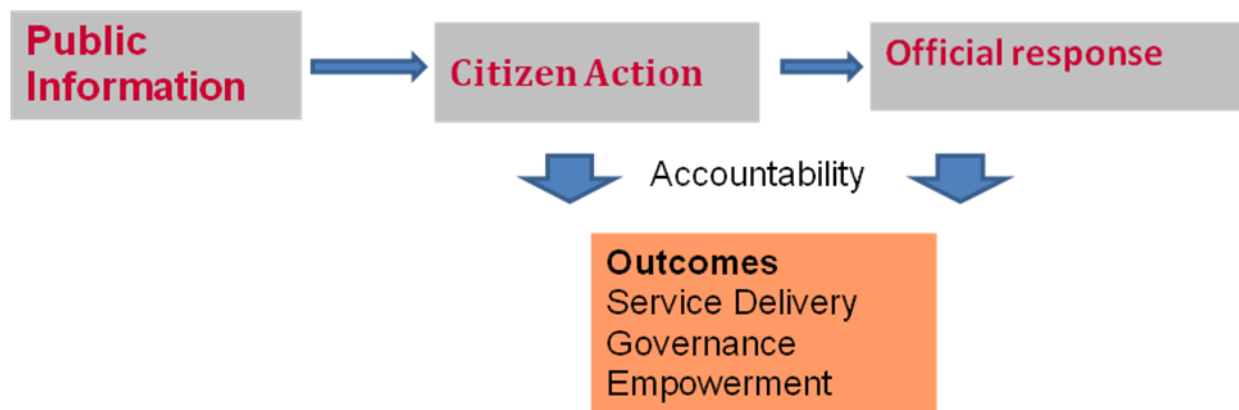 Public
Information
Citizen Action
Official response
Accountability
Outcomes
Service Delivery
Governance
Empowerment